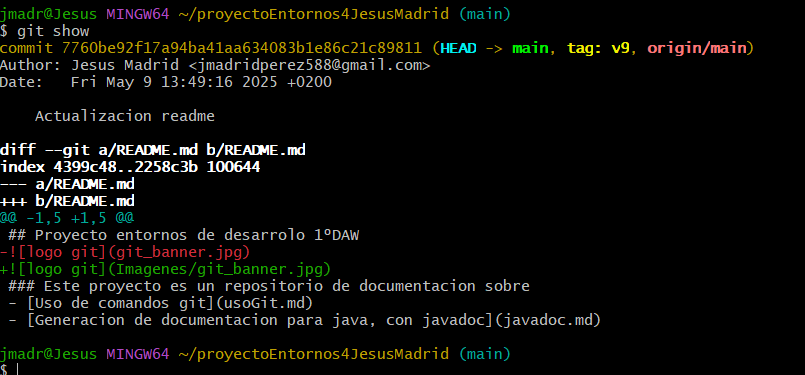 jmadr@Jesus MINGW64 ~/proyectoEntornos4JesusMadrid (main)
$ git show
commit 7760be92f17a94ba41aa634083b1e86c21c89811 (HEAD -> main, tag: v9, origin/main)
Author: Jesus Madrid <jmadridperez588@gmail.com>
Date:   Fri May 9 13:49:16 2025 +0200

    Actualizacion readme

diff --git a/README.md b/README.md
index 4399c48..2258c3b 100644
--- a/README.md
+++ b/README.md
@@ -1,5 +1,5 @@
 ## Proyecto entornos de desarrolo 1ºDAW
-![logo git](git_banner.jpg)
+![logo git](Imagenes/git_banner.jpg)
 ### Este proyecto es un repositorio de documentacion sobre
 - [Uso de comandos git](usoGit.md)
 - [Generacion de documentacion para java, con javadoc](javadoc.md)

jmadr@Jesus MINGW64 ~/proyectoEntornos4JesusMadrid (main)
$